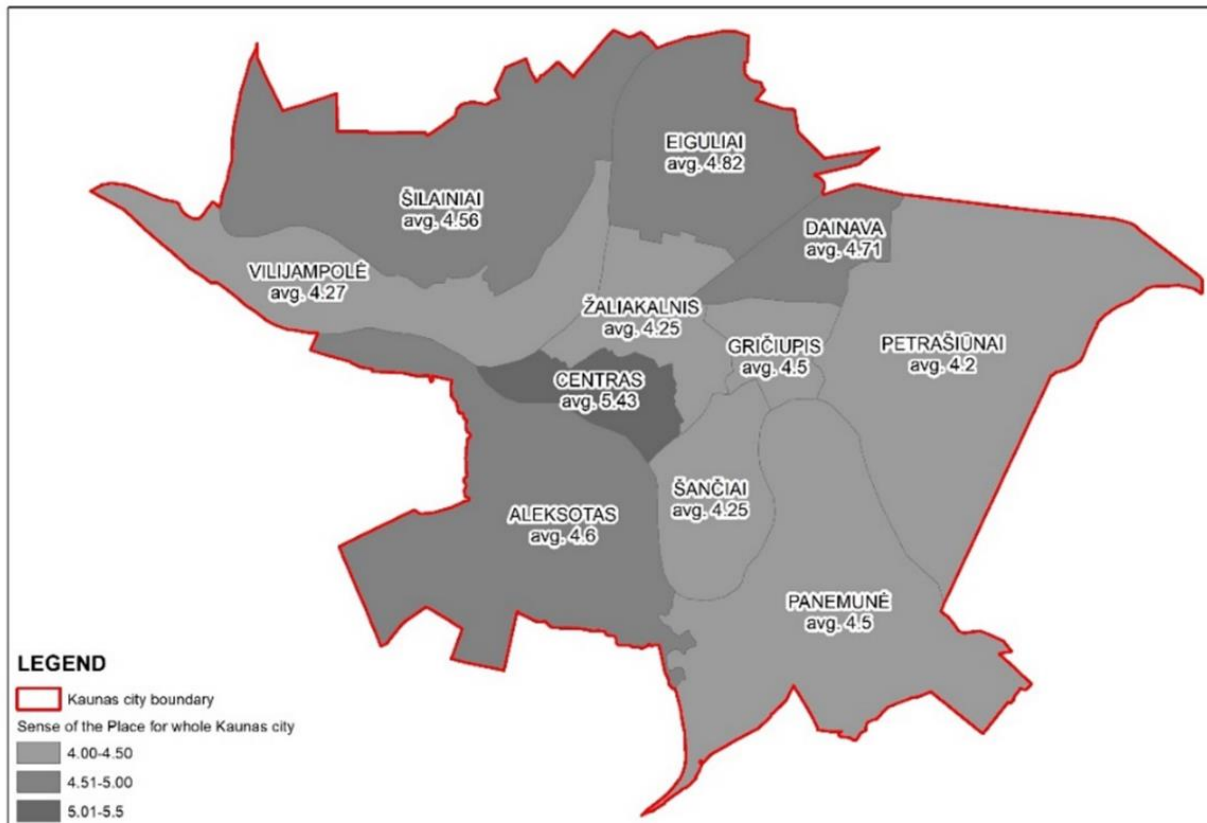 EIGULIAI
avg. 4.82
ŠILAINIAI
avg. 4.56
DAINAVA
avg. 4.71
VILIJAMPOLĖ
avg. 4.27
ŽALIAKALNIS
avg. 4.25
GRIČIUPIS
avg. 4.5
PETRAŠIŪNAI
avg. 4.2
CENTRAS
avg. 5.43
ŠANČIAI
avg. 4.25
ALEKSOTAS
avg. 4.6
PANEMUNĖ
avg. 4.5
LEGEND
Kaunas city boundary
Sense of the Place for whole Kaunas city
4.00-4.50
4.51-5.00
5.01-5.5